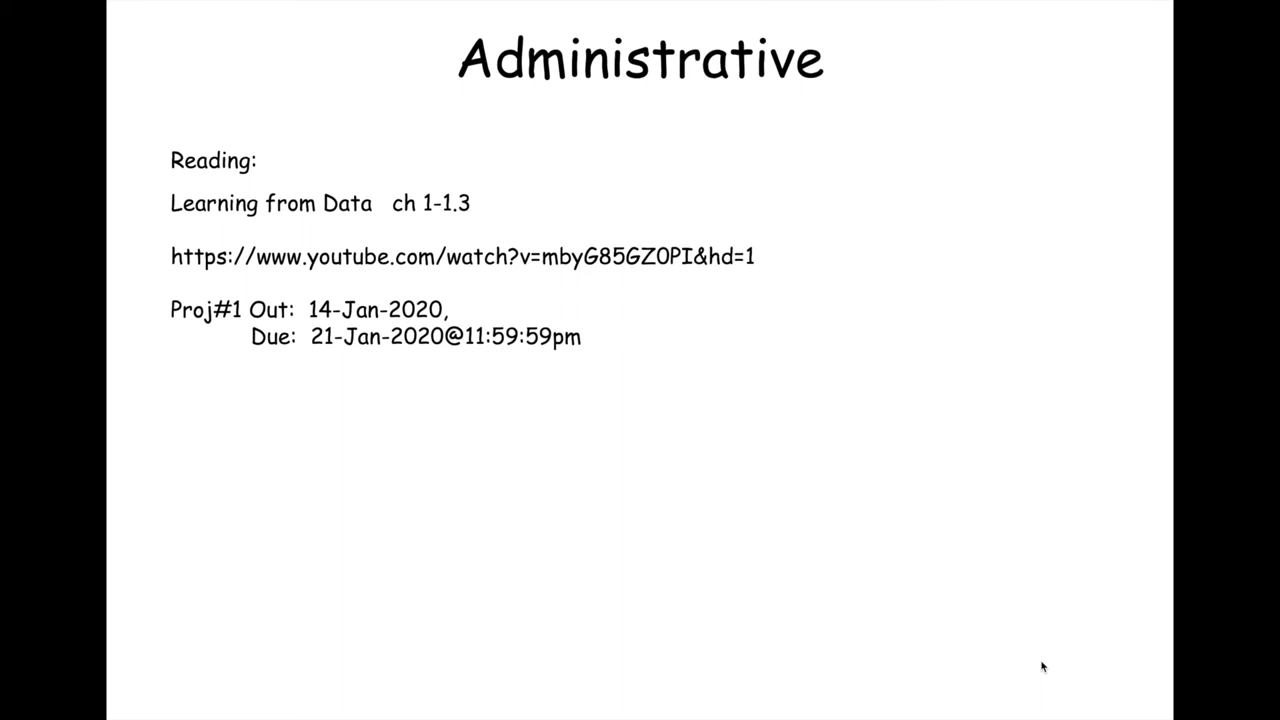 Administrative
Reading:
Learning from Data ch 1-1.3
https://www.youtube.com/watch?v=mbyG85GZ0PI&hd=1
Proj#1 Out: 14-Jan-2020,
Due: 21-Jan-2020@11:59:59pm